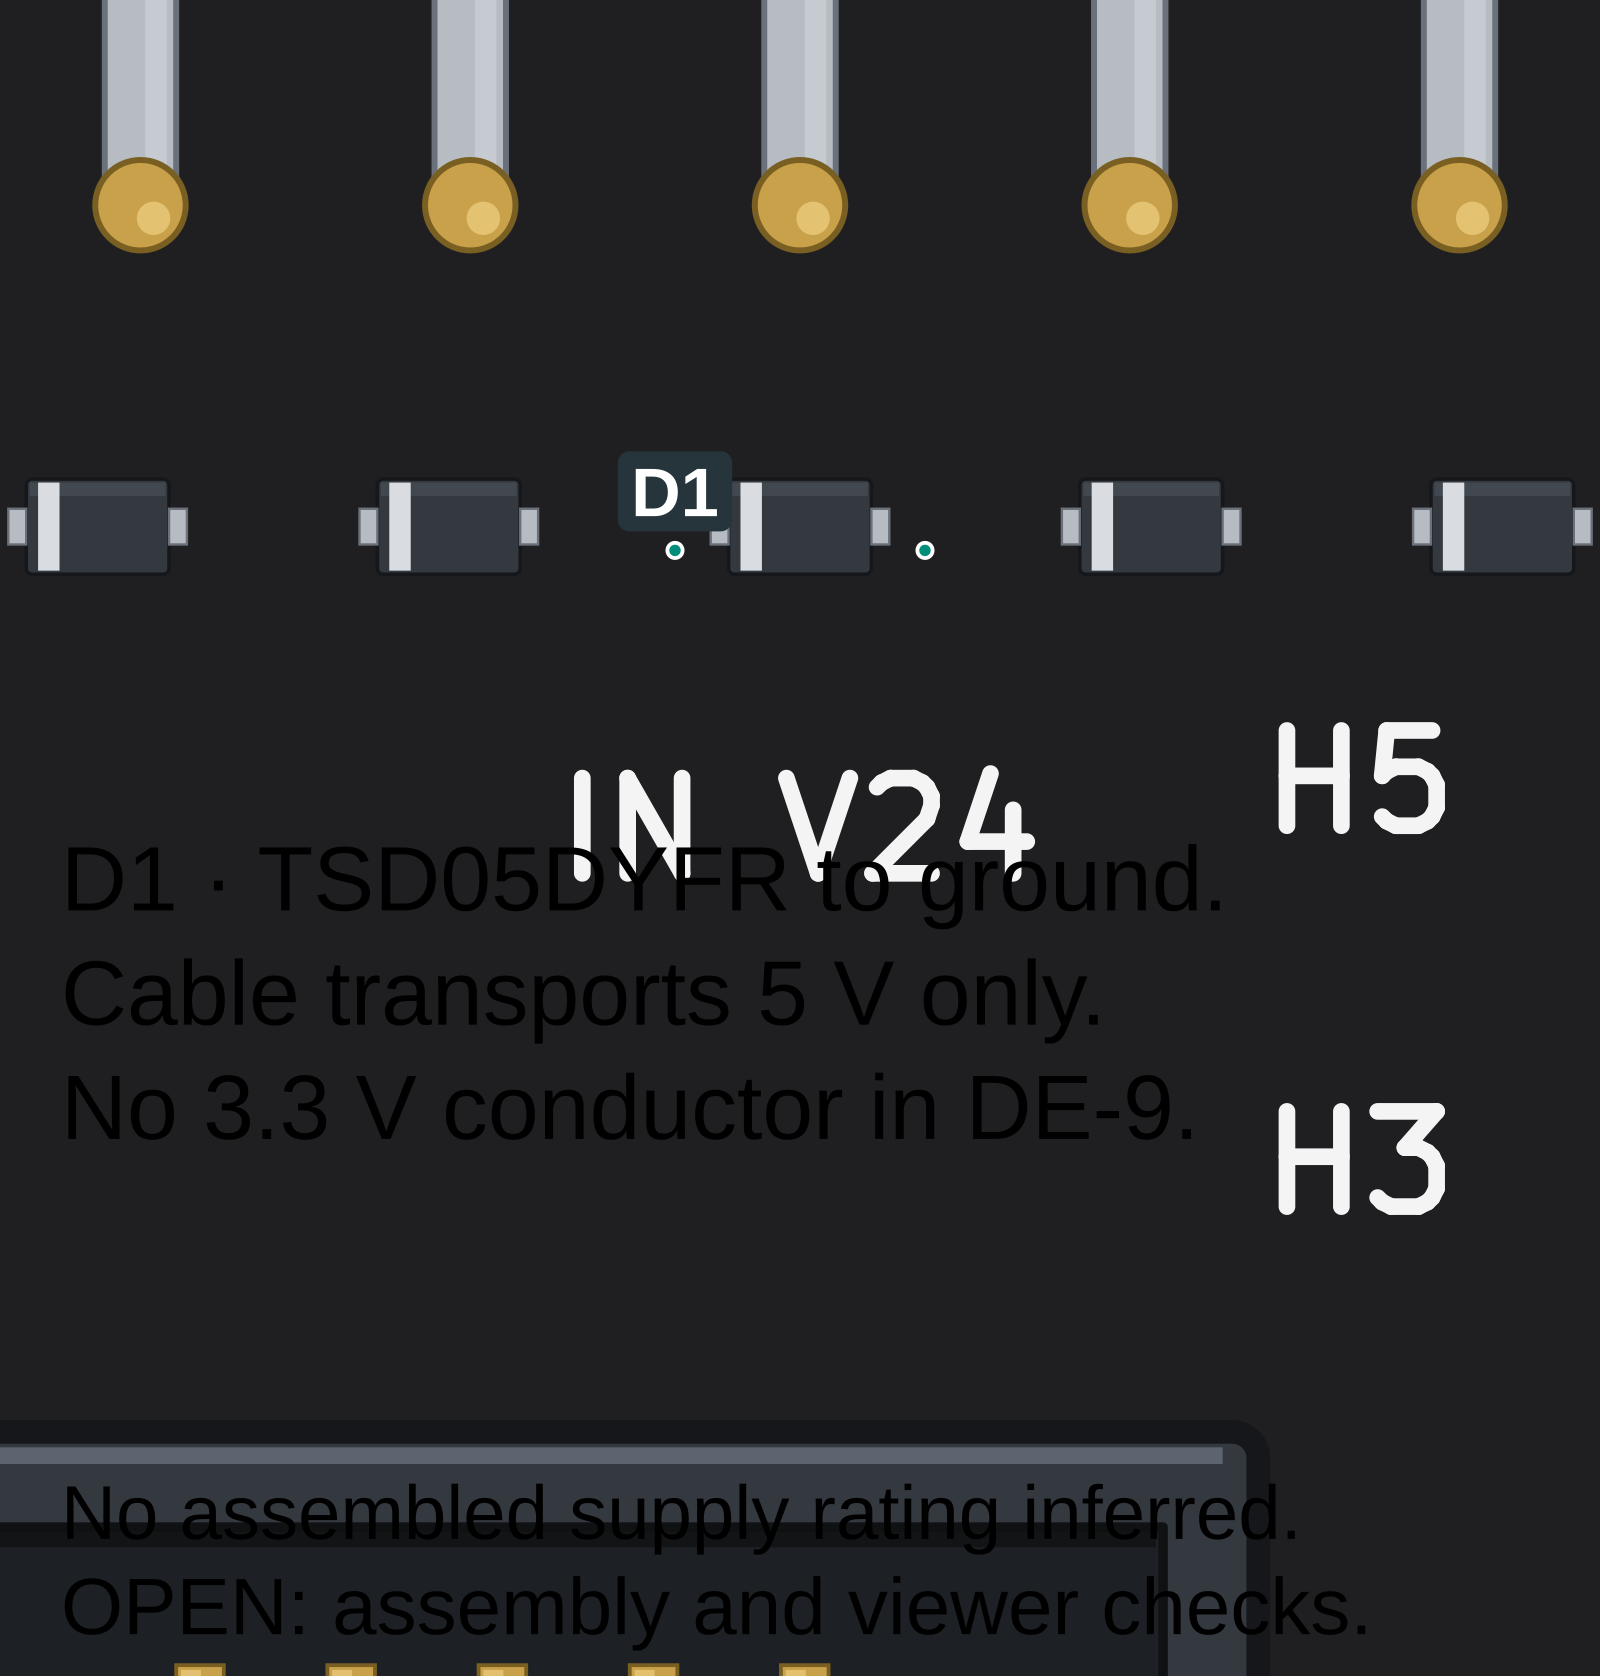 D1
H5
IN V24
D1 · TSD05DYFR to ground.
Cable transports 5 V only.
No 3.3 V conductor in DE-9.
H3
No assembled supply rating inferred.
OPEN: assembly and viewer checks.